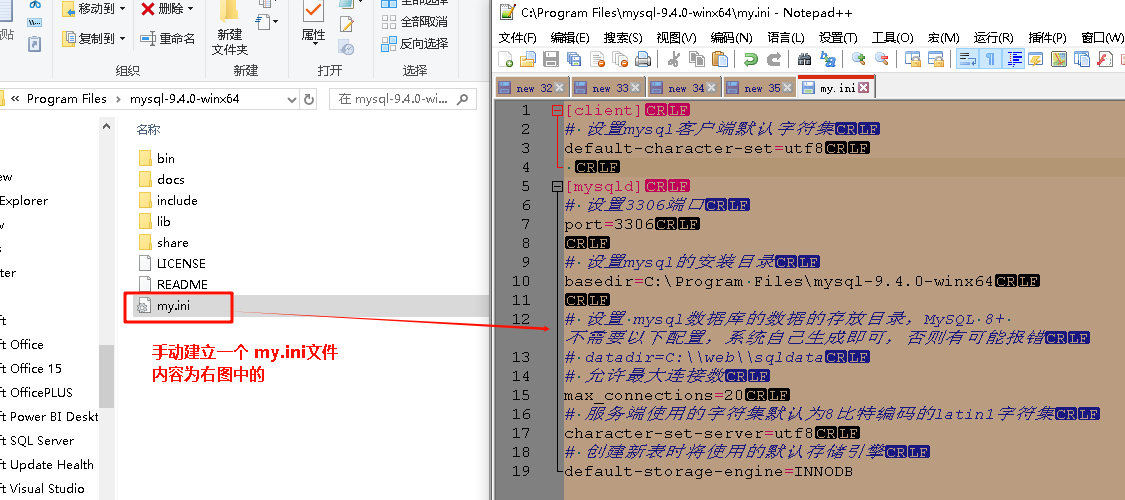 复制到
删除
复制到
重命名
组织
新建
文件夹
新建
属性
打开
全部选择
全部取消
反向选择
选择
« Program Files › mysql-9.4.0-winx64
在 mysql-9.4.0-wi...
名称
bin
docs
include
lib
share
LICENSE
README
my.ini
ew
Explorer
ter
ft
ft Office
ft Office 15
ft OfficePLUS
ft Power BI Deskt
ft SQL Server
ft Update Health
ft Visual Studio
手动建立一个 my.ini文件
内容为右图中的
C:\Program Files\mysql-9.4.0-winx64\my.ini - Notepad++
文件(F) 编辑(E) 搜索(S) 视图(V) 编码(N) 语言(L) 设置(T) 工具(O) 宏(M) 运行(R) 插件(P) 窗口(W)
new 32 new 33 new 34 new 35 my.ini
1 [client]CRLF
2 #·设置mysql客户端默认字符集CRLF
3 default-character-set=utf8CRLF
4 ·CRLF
5 [mysqld]CRLF
6 #·设置3306端口CRLF
7 port=3306CRLF
8 CRLF
9 #·设置mysql的安装目录CRLF
10 basedir=C:\Program·Files\mysql-9.4.0-winx64CRLF
11 CRLF
12 #·设置·mysql数据库的数据的存放目录，MySQL·8+·
不需要以下配置，系统自己生成即可，否则有可能报错CRLF
13 #·datadir=C:\\web\\sqldataCRLF
14 #·允许最大连接数CRLF
15 max_connections=20CRLF
16 #·服务端使用的字符集默认为8比特编码的latin1字符集CRLF
17 character-set-server=utf8CRLF
18 #·创建新表时将使用的默认存储引擎CRLF
19 default-storage-engine=INNODB